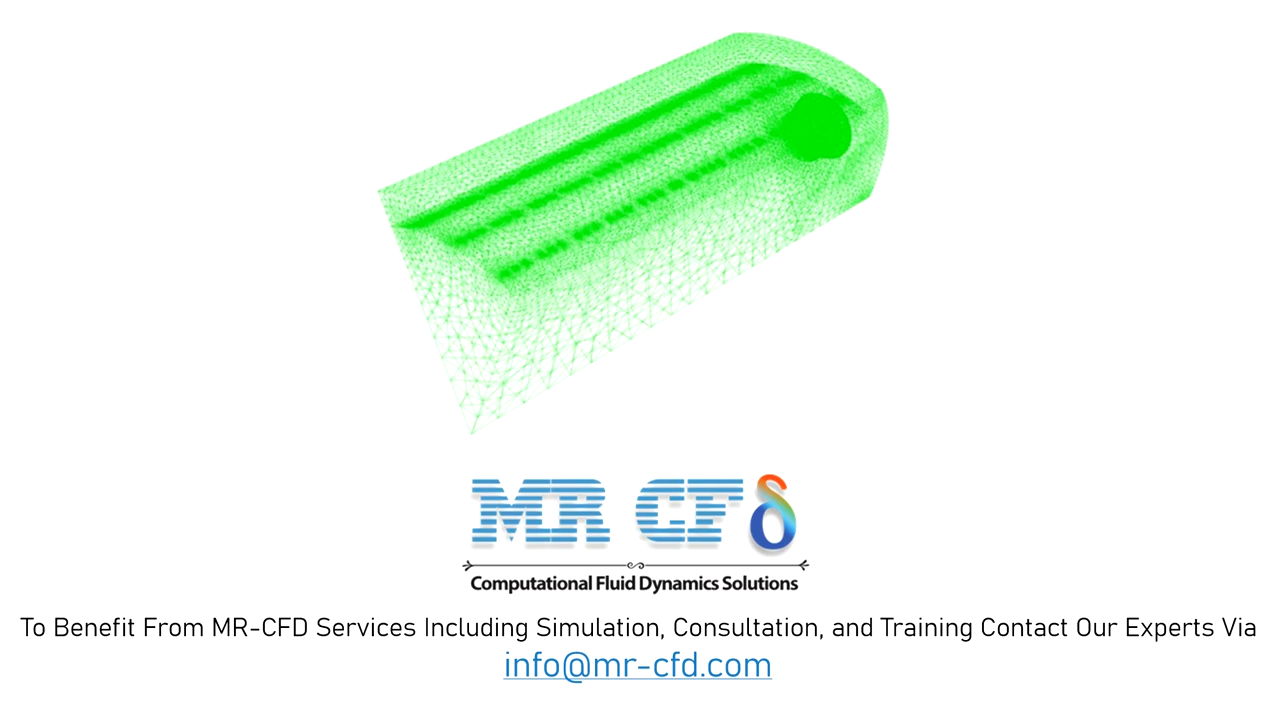 MR CFδ
Computational Fluid Dynamics Solutions
To Benefit From MR-CFD Services Including Simulation, Consultation, and Training Contact Our Experts Via
info@mr-cfd.com